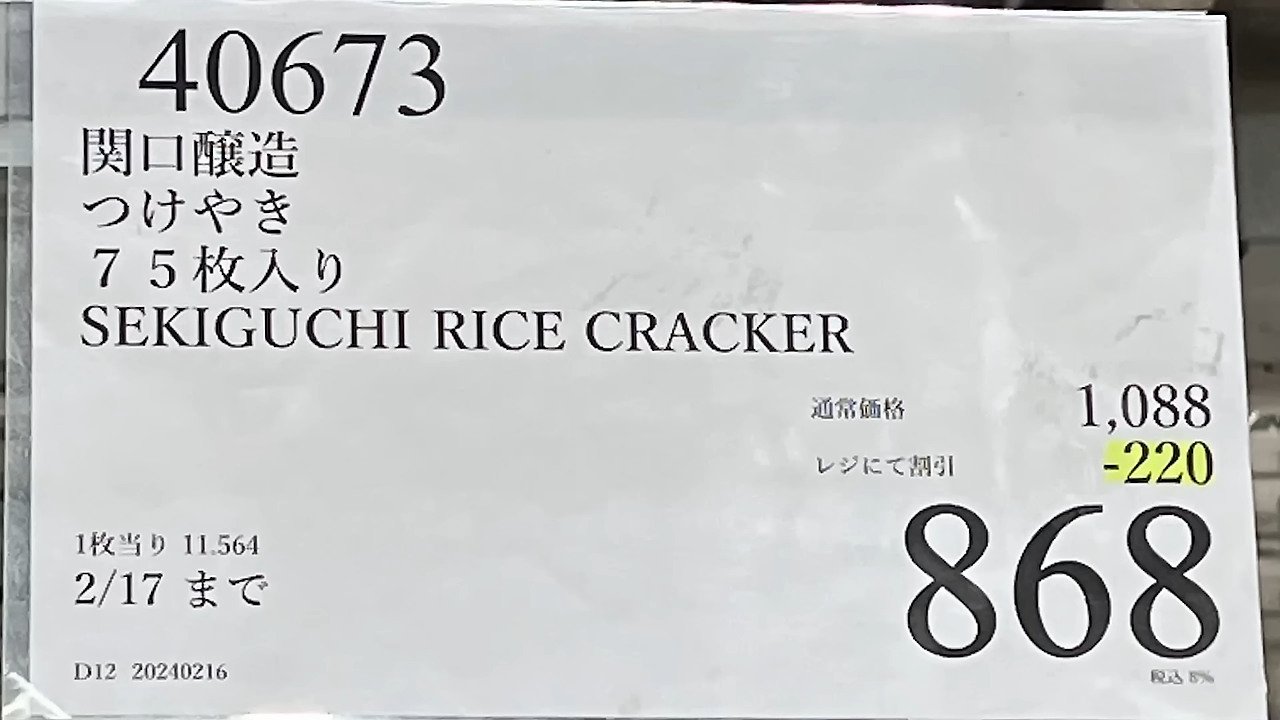 40673
関口醸造
つけやき
７５枚入り
SEKIGUCHI RICE CRACKER
通常価格 1,088
レジにて割引 -220
868
税込 8%
1枚当り 11.564
2/17 まで
D12 20240216